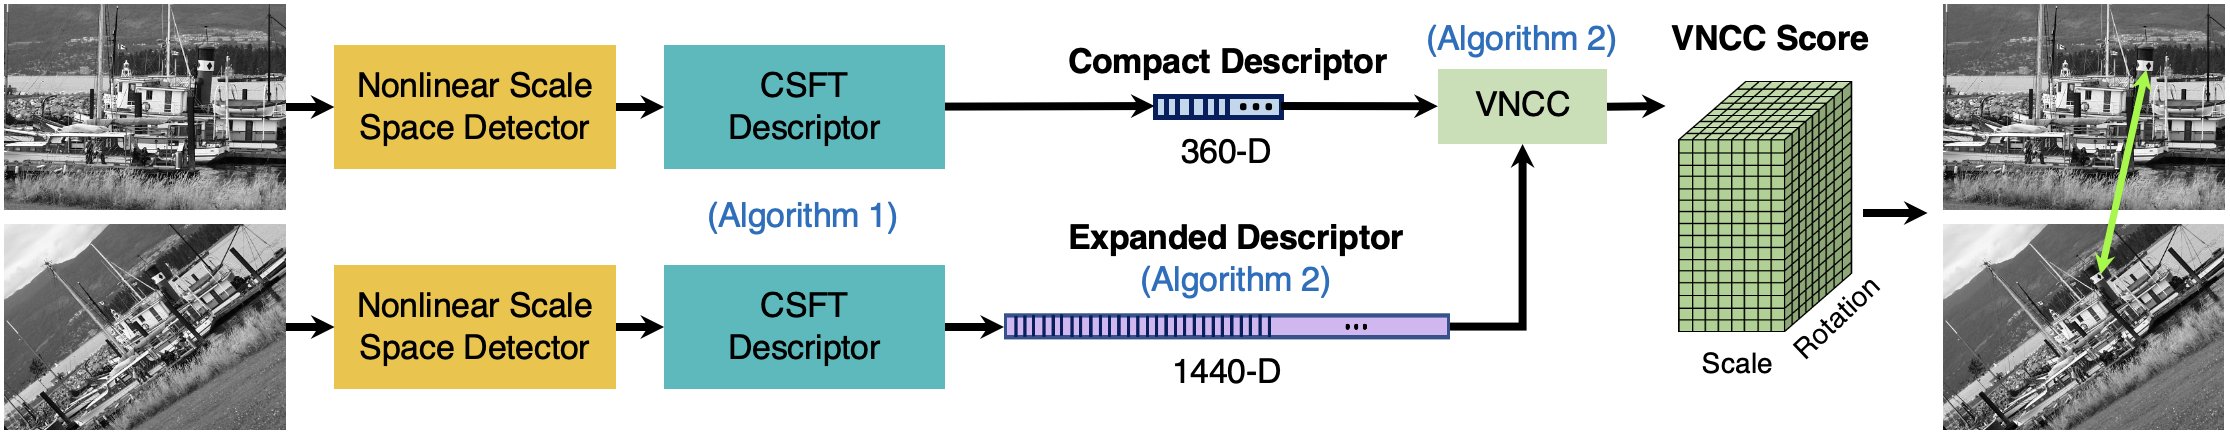 Nonlinear Scale
Space Detector
CSFT
Descriptor
Compact Descriptor
360-D
(Algorithm 2)
VNCC
VNCC Score
(Algorithm 1)
Nonlinear Scale
Space Detector
CSFT
Descriptor
Expanded Descriptor
(Algorithm 2)
1440-D
Scale
Rotation